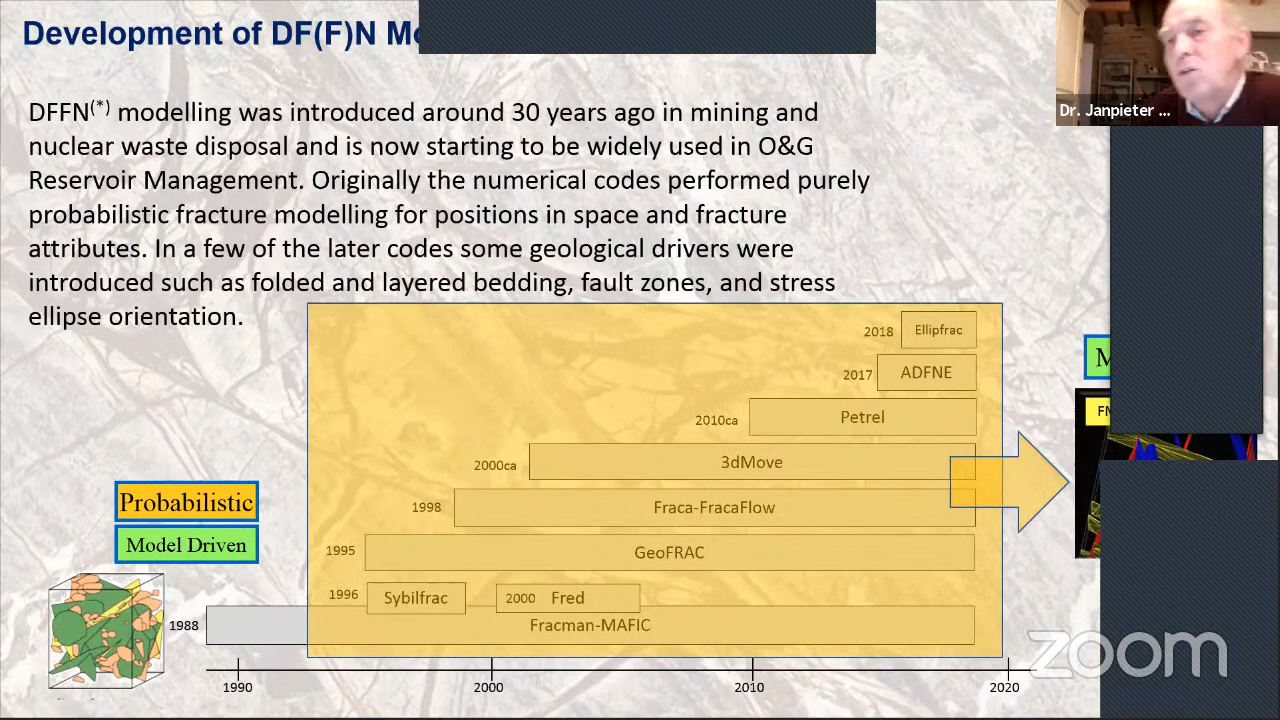 Development of DF(F)N
Dr. Janpieter ...
DFFN(*) modelling was introduced around 30 years ago in mining and
nuclear waste disposal and is now starting to be widely used in O&G
Reservoir Management. Originally the numerical codes performed purely
probabilistic fracture modelling for positions in space and fracture
attributes. In a few of the later codes some geological drivers were
introduced such as folded and layered bedding, fault zones, and stress
ellipse orientation.
2018 Ellipfrac
2017 ADFNE
2010ca Petrel
2000ca 3dMove
1998 Fraca-FracaFlow
Probabilistic
Model Driven
1995 GeoFRAC
1996 Sybilfrac 2000 Fred
1988 Fracman-MAFIC
1990 2000 2010 2020
zoom